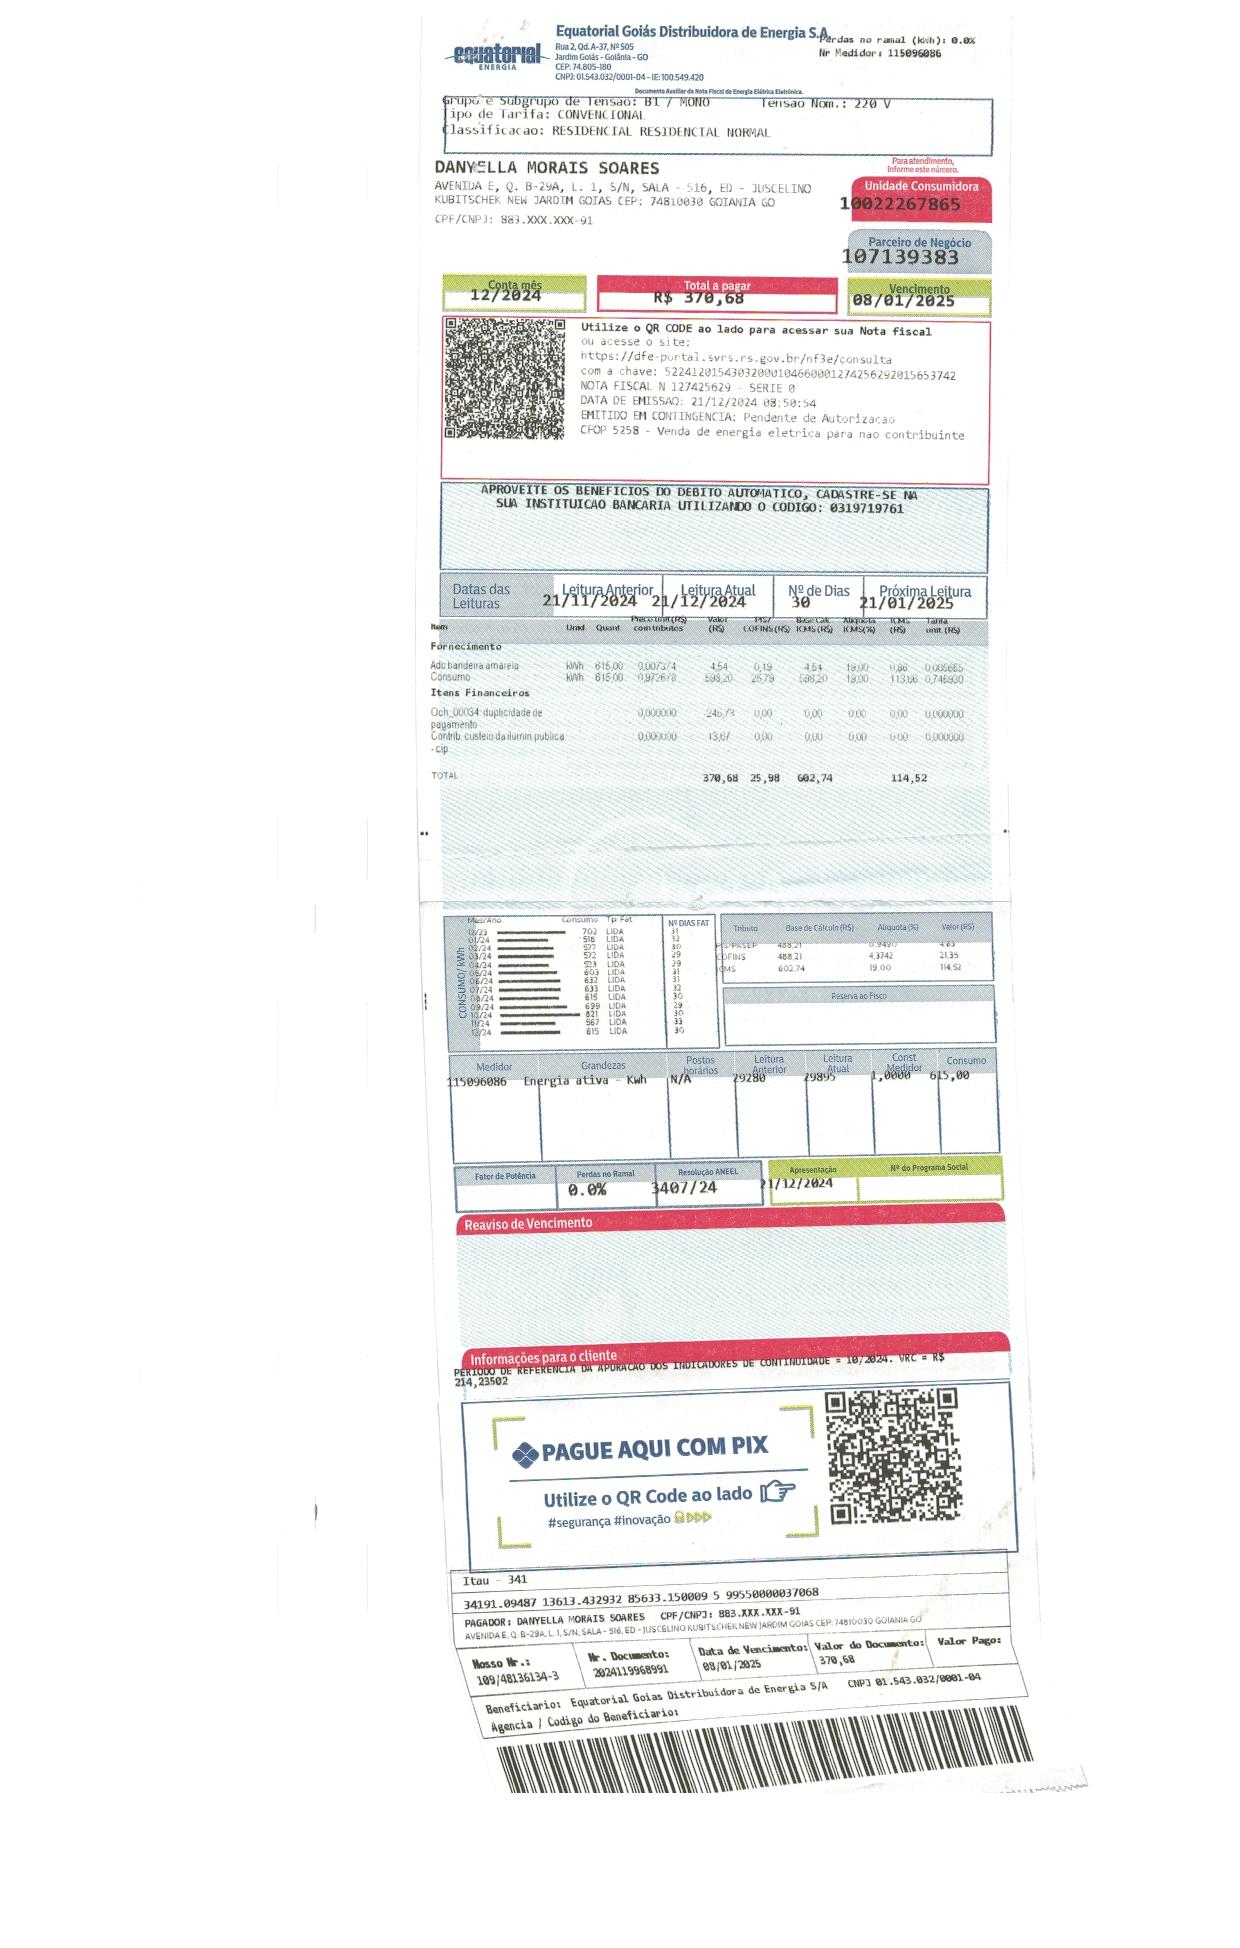 equatorial
ENERGIA
Equatorial Goiás Distribuidora de Energia S.A.
Rua 2, Qd. A-37, Nº 505
Jardim Goiás - Goiânia - GO
CEP: 74.805-180
CNPJ: 01.543.032/0001-04 - IE: 100.549.420
Perdas no ramal (kWh): 0.0%
Nr Medidor: 115096086
Documento Auxiliar da Nota Fiscal de Energia Elétrica Eletrônica.
Grupo e Subgrupo de Tensao: B1 / MONO Tensao Nom.: 220 V
Tipo de Tarifa: CONVENCIONAL
Classificacao: RESIDENCIAL RESIDENCIAL NORMAL
DANYELLA MORAIS SOARES
AVENIDA E, Q. B-29A, L. 1, S/N, SALA - 516, ED - JUSCELINO
KUBITSCHEK NEW JARDIM GOIAS CEP: 74810030 GOIANIA GO
CPF/CNPJ: 883.XXX.XXX-91
Para atendimento,
informe este número.
Unidade Consumidora
10022267865
Parceiro de Negócio
107139383
Conta mês
12/2024
Total a pagar
R$ 370,68
Vencimento
08/01/2025
Utilize o QR CODE ao lado para acessar sua Nota fiscal
ou acesse o site:
https://dfe-portal.svrs.rs.gov.br/nf3e/consulta
com a chave: 52241201543032000104660001274256292015653742
NOTA FISCAL N 127425629 - SERIE 0
DATA DE EMISSAO: 21/12/2024 08:50:54
EMITIDO EM CONTINGENCIA: Pendente de Autorizacao
CFOP 5258 - Venda de energia eletrica para nao contribuinte
APROVEITE OS BENEFICIOS DO DEBITO AUTOMATICO, CADASTRE-SE NA
SUA INSTITUICAO BANCARIA UTILIZANDO O CODIGO: 0319719761
Datas das Leituras
Leitura Anterior Leitura Atual Nº de Dias Próxima Leitura
21/11/2024 21/12/2024 30 21/01/2025
Item Unid. Quant. Preco unit (R$) com tributos Valor (R$) PIS/ COFINS (R$) Base Calc. ICMS (R$) Aliquota ICMS(%) ICMS (R$) Tarifa unit. (R$)
Fornecimento
Adc bandeira amarela kWh 615,00 0,007374 4,54 0,19 4,54 19,00 0,86 0,005655
Consumo kWh 615,00 0,972678 598,20 25,79 598,20 19,00 113,66 0,746930
Itens Financeiros
Och_00034: duplicidade de 0,000000 -245,73 0,00 0,00 0,00 0,00 0,000000
pagamento
Contrib. custeio da ilumin publica 0,000000 13,67 0,00 0,00 0,00 0,00 0,000000
- cip
TOTAL 370,68 25,98 602,74 114,52
CONSUMO/ kWh
Mes/Ano Consumo Tp. Fat. Nº DIAS FAT
12/23 702 LIDA 31
01/24 518 LIDA 32
02/24 577 LIDA 30
03/24 572 LIDA 29
04/24 523 LIDA 29
05/24 603 LIDA 31
06/24 632 LIDA 31
07/24 633 LIDA 32
08/24 615 LIDA 30
09/24 699 LIDA 29
10/24 821 LIDA 30
11/24 567 LIDA 33
12/24 615 LIDA 30
Tributo Base de Cálculo (R$) Alíquota (%) Valor (R$)
PIS/PASEP 488,21 0,9490 4,63
COFINS 488,21 4,3742 21,35
ICMS 602,74 19,00 114,52
Reserva ao Fisco
Medidor Grandezas Postos horários Leitura Anterior Leitura Atual Const Medidor Consumo
115096086 Energia ativa - Kwh N/A 29280 29895 1,0000 615,00
Fator de Potência Perdas no Ramal Resolução ANEEL Apresentação Nº do Programa Social
0.0% 3407/24 21/12/2024
Reaviso de Vencimento
Informações para o cliente
PERIODO DE REFERENCIA DA APURACAO DOS INDICADORES DE CONTINUIDADE = 10/2024. VRC = R$
214,23502
PAGUE AQUI COM PIX
Utilize o QR Code ao lado
#segurança #inovação
Itau - 341
34191.09487 13613.432932 85633.150009 5 99550000037068
PAGADOR: DANYELLA MORAIS SOARES CPF/CNPJ: 883.XXX.XXX-91
AVENIDA E, Q. B-29A, L. 1, S/N, SALA - 516, ED - JUSCELINO KUBITSCHEK NEW JARDIM GOIAS CEP: 74810030 GOIANIA GO
Nosso Nr.: Nr. Documento: Data de Vencimento: Valor do Documento: Valor Pago:
109/48136134-3 2024119968991 08/01/2025 370,68
Beneficiario: Equatorial Goias Distribuidora de Energia S/A CNPJ 01.543.032/0001-04
Agencia / Codigo do Beneficiario: